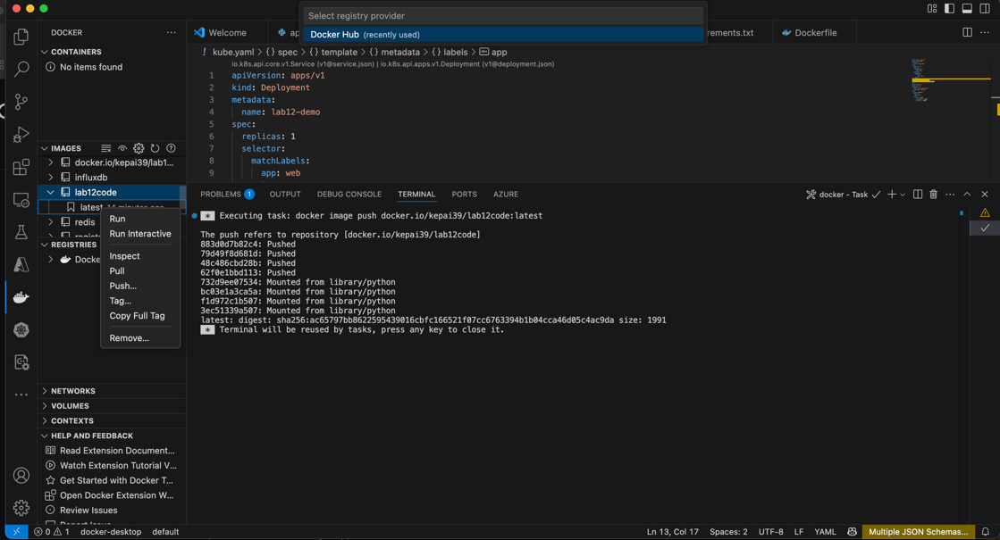 Select registry provider
Docker Hub (recently used)
DOCKER
CONTAINERS
No items found
IMAGES
docker.io/kepai39/lab1...
influxdb
lab12code
latest 14 minutes ago
redis
REGISTRIES
Docke
Run
Run Interactive
Inspect
Pull
Push...
Tag...
Copy Full Tag
Remove...
NETWORKS
VOLUMES
CONTEXTS
HELP AND FEEDBACK
Read Extension Document...
Watch Extension Tutorial V...
Get Started with Docker T...
Open Docker Extension W...
Review Issues
Welcome
ap
rements.txt
Dockerfile
! kube.yaml > {} spec > {} template > {} metadata > {} labels > app
io.k8s.api.core.v1.Service (v1@service.json) | io.k8s.api.apps.v1.Deployment (v1@deployment.json)
1 apiVersion: apps/v1
2 kind: Deployment
3 metadata:
4 name: lab12-demo
5 spec:
6 replicas: 1
7 selector:
8 matchLabels:
9 app: web
PROBLEMS 1 OUTPUT DEBUG CONSOLE TERMINAL PORTS AZURE
docker - Task
* Executing task: docker image push docker.io/kepai39/lab12code:latest
The push refers to repository [docker.io/kepai39/lab12code]
883d0d7b82c4: Pushed
79d49f8d681d: Pushed
48c486cbd28b: Pushed
62f0e1bbd113: Pushed
732d9ee07534: Mounted from library/python
bc03e1a3ca5a: Mounted from library/python
f1d972c1b507: Mounted from library/python
3ec51339a507: Mounted from library/python
latest: digest: sha256:ac65797bb8622595439016cbfc166521f07cc6763394b1b04cca46d05c4ac9da size: 1991
* Terminal will be reused by tasks, press any key to close it.
0 1 docker-desktop default
Ln 13, Col 17 Spaces: 2 UTF-8 LF YAML Multiple JSON Schemas...